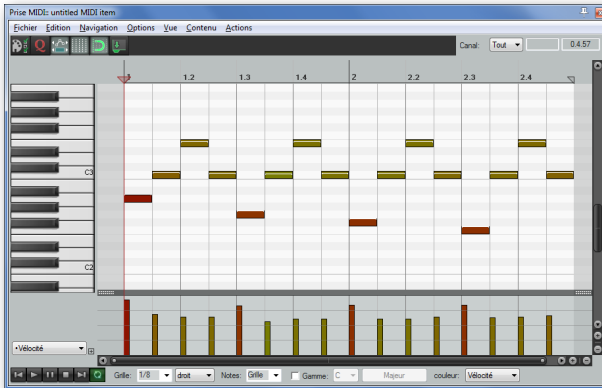 Prise MIDI: untitled MIDI item
Fichier Edition Navigation Options Vue Contenu Actions
Q Canal: Tout 0.4.57
1 1.2 1.3 1.4 2 2.2 2.3 2.4
C3
C2
•Vélocité
Q Grille: 1/8 droit Notes: Grille Gamme: C Majeur couleur: Vélocité